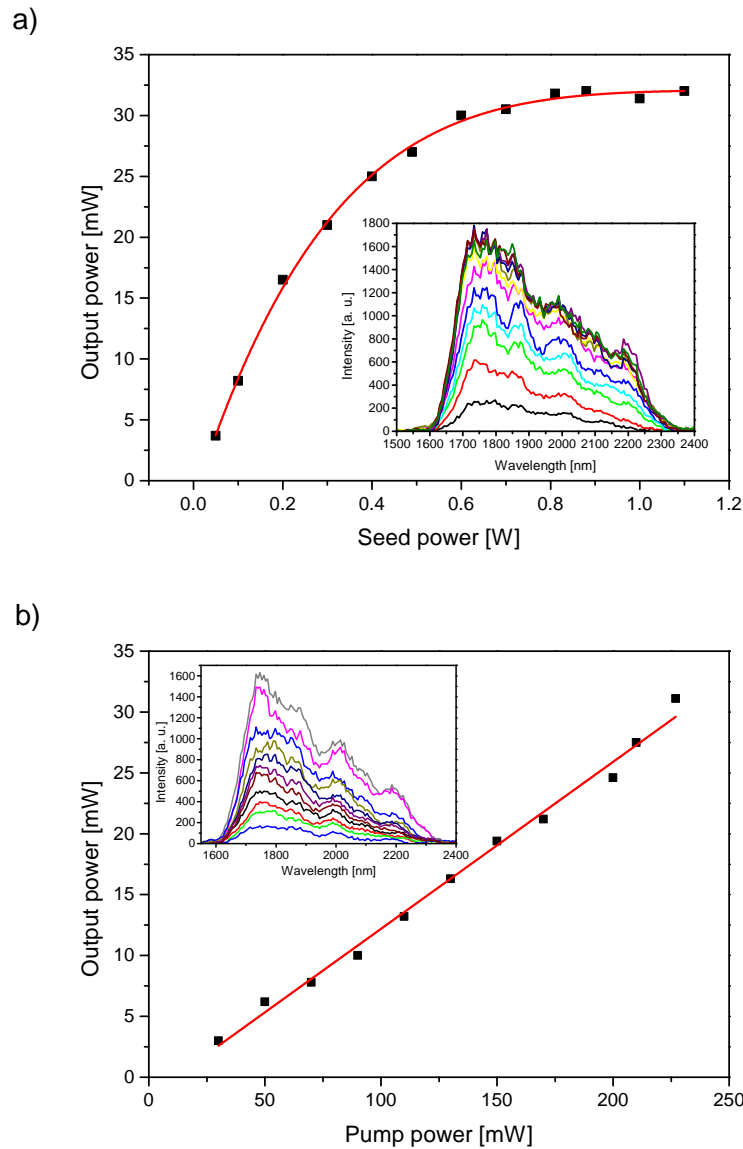 a)
35
30
25
20
15
10
5
0
Output power [mW]
0.0 0.2 0.4 0.6 0.8 1.0 1.2
Seed power [W]
1800
1600
1400
1200
1000
800
600
400
200
0
Intensity [a. u.]
1500 1600 1700 1800 1900 2000 2100 2200 2300 2400
Wavelength [nm]
b)
35
30
25
20
15
10
5
0
Output power [mW]
0 50 100 150 200 250
Pump power [mW]
1600
1400
1200
1000
800
600
400
200
0
Intensity [a. u.]
1600 1800 2000 2200 2400
Wavelength [nm]